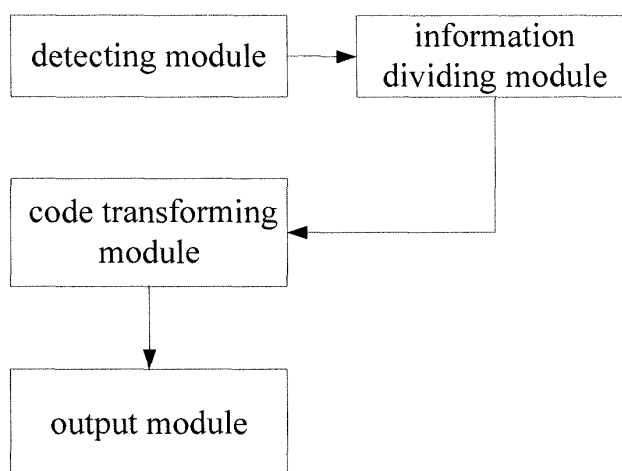 detecting module
information
dividing module
code transforming
module
output module